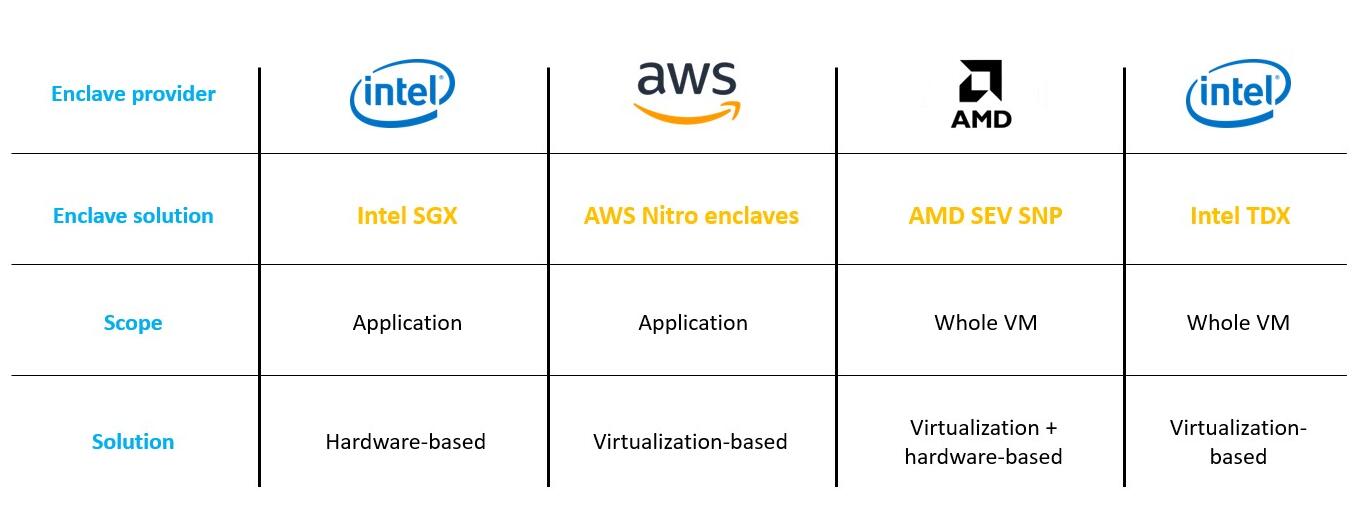 Enclave provider
intel
aws
AMD
intel
Enclave solution
Intel SGX
AWS Nitro enclaves
AMD SEV SNP
Intel TDX
Scope
Application
Application
Whole VM
Whole VM
Solution
Hardware-based
Virtualization-based
Virtualization +
hardware-based
Virtualization-
based